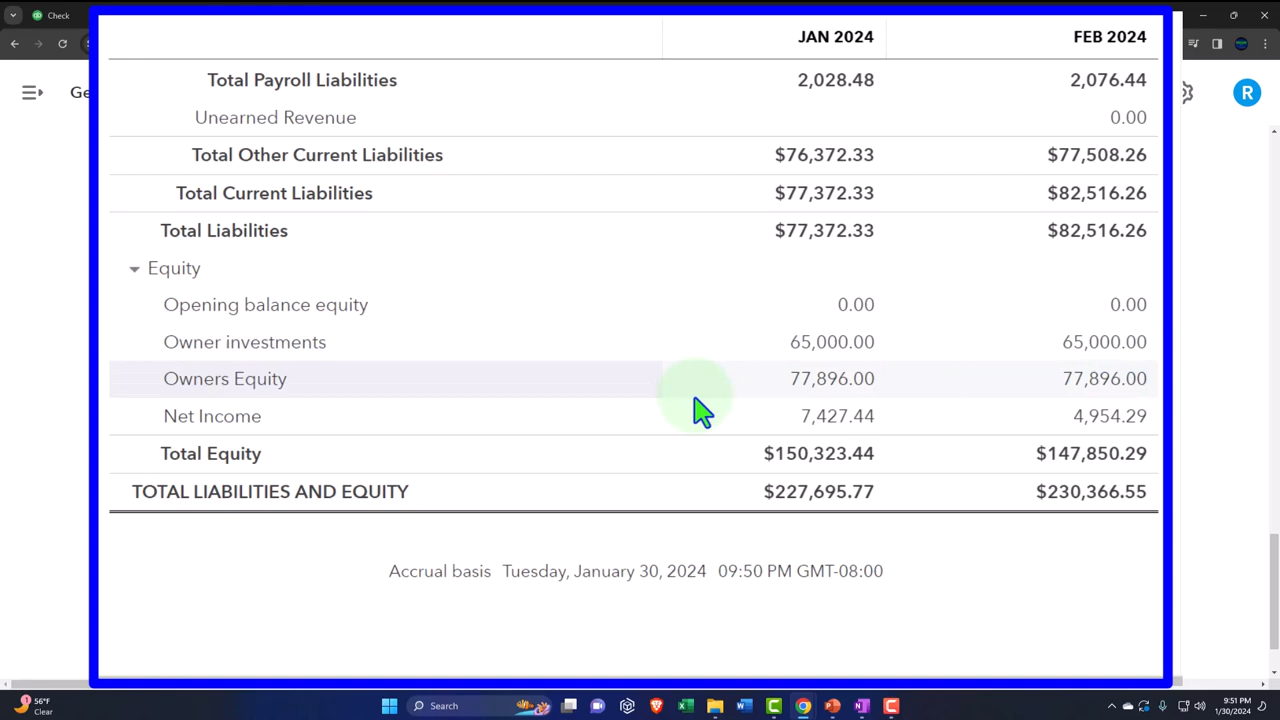 Check
Ge
R
JAN 2024 FEB 2024
Total Payroll Liabilities 2,028.48 2,076.44
Unearned Revenue 0.00
Total Other Current Liabilities $76,372.33 $77,508.26
Total Current Liabilities $77,372.33 $82,516.26
Total Liabilities $77,372.33 $82,516.26
Equity
Opening balance equity 0.00 0.00
Owner investments 65,000.00 65,000.00
Owners Equity 77,896.00 77,896.00
Net Income 7,427.44 4,954.29
Total Equity $150,323.44 $147,850.29
TOTAL LIABILITIES AND EQUITY $227,695.77 $230,366.55
Accrual basis Tuesday, January 30, 2024 09:50 PM GMT-08:00
1 56°F
Clear
Search
9:51 PM
1/30/2024